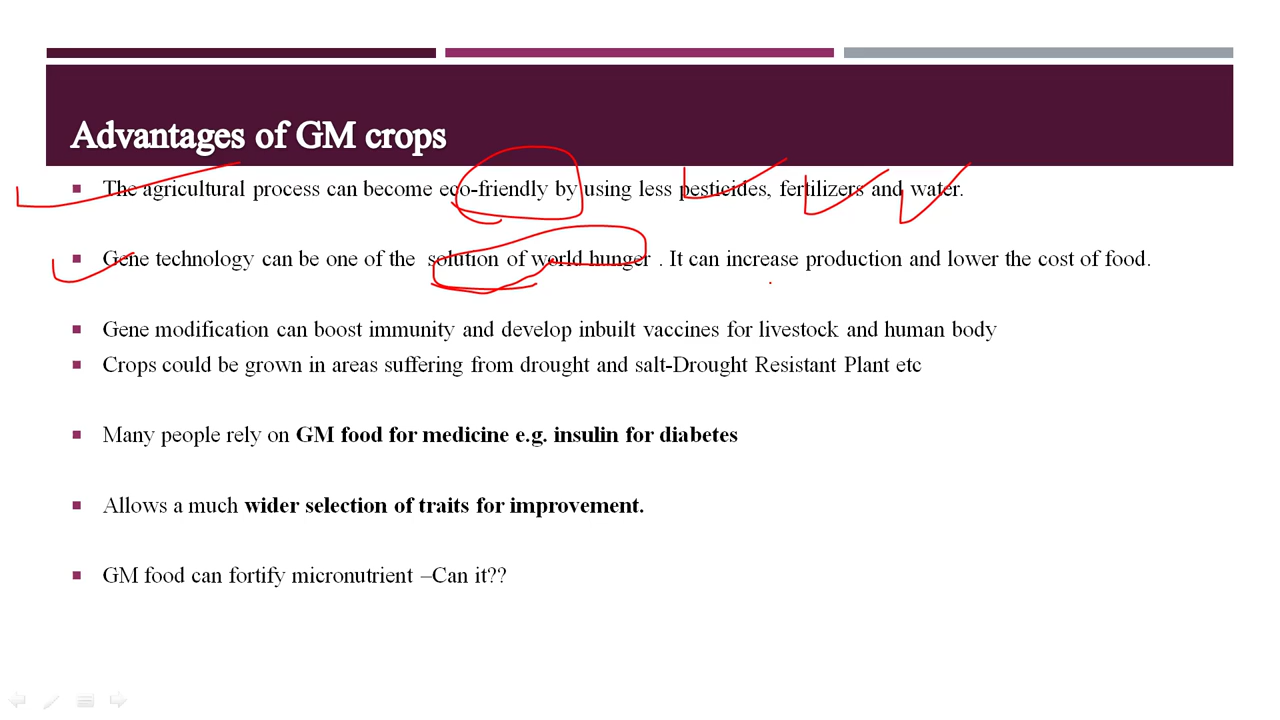 Advantages of GM crops
The agricultural process can become eco-friendly by using less pesticides, fertilizers and water.
Gene technology can be one of the solution of world hunger . It can increase production and lower the cost of food.
Gene modification can boost immunity and develop inbuilt vaccines for livestock and human body
Crops could be grown in areas suffering from drought and salt-Drought Resistant Plant etc
Many people rely on GM food for medicine e.g. insulin for diabetes
Allows a much wider selection of traits for improvement.
GM food can fortify micronutrient –Can it??